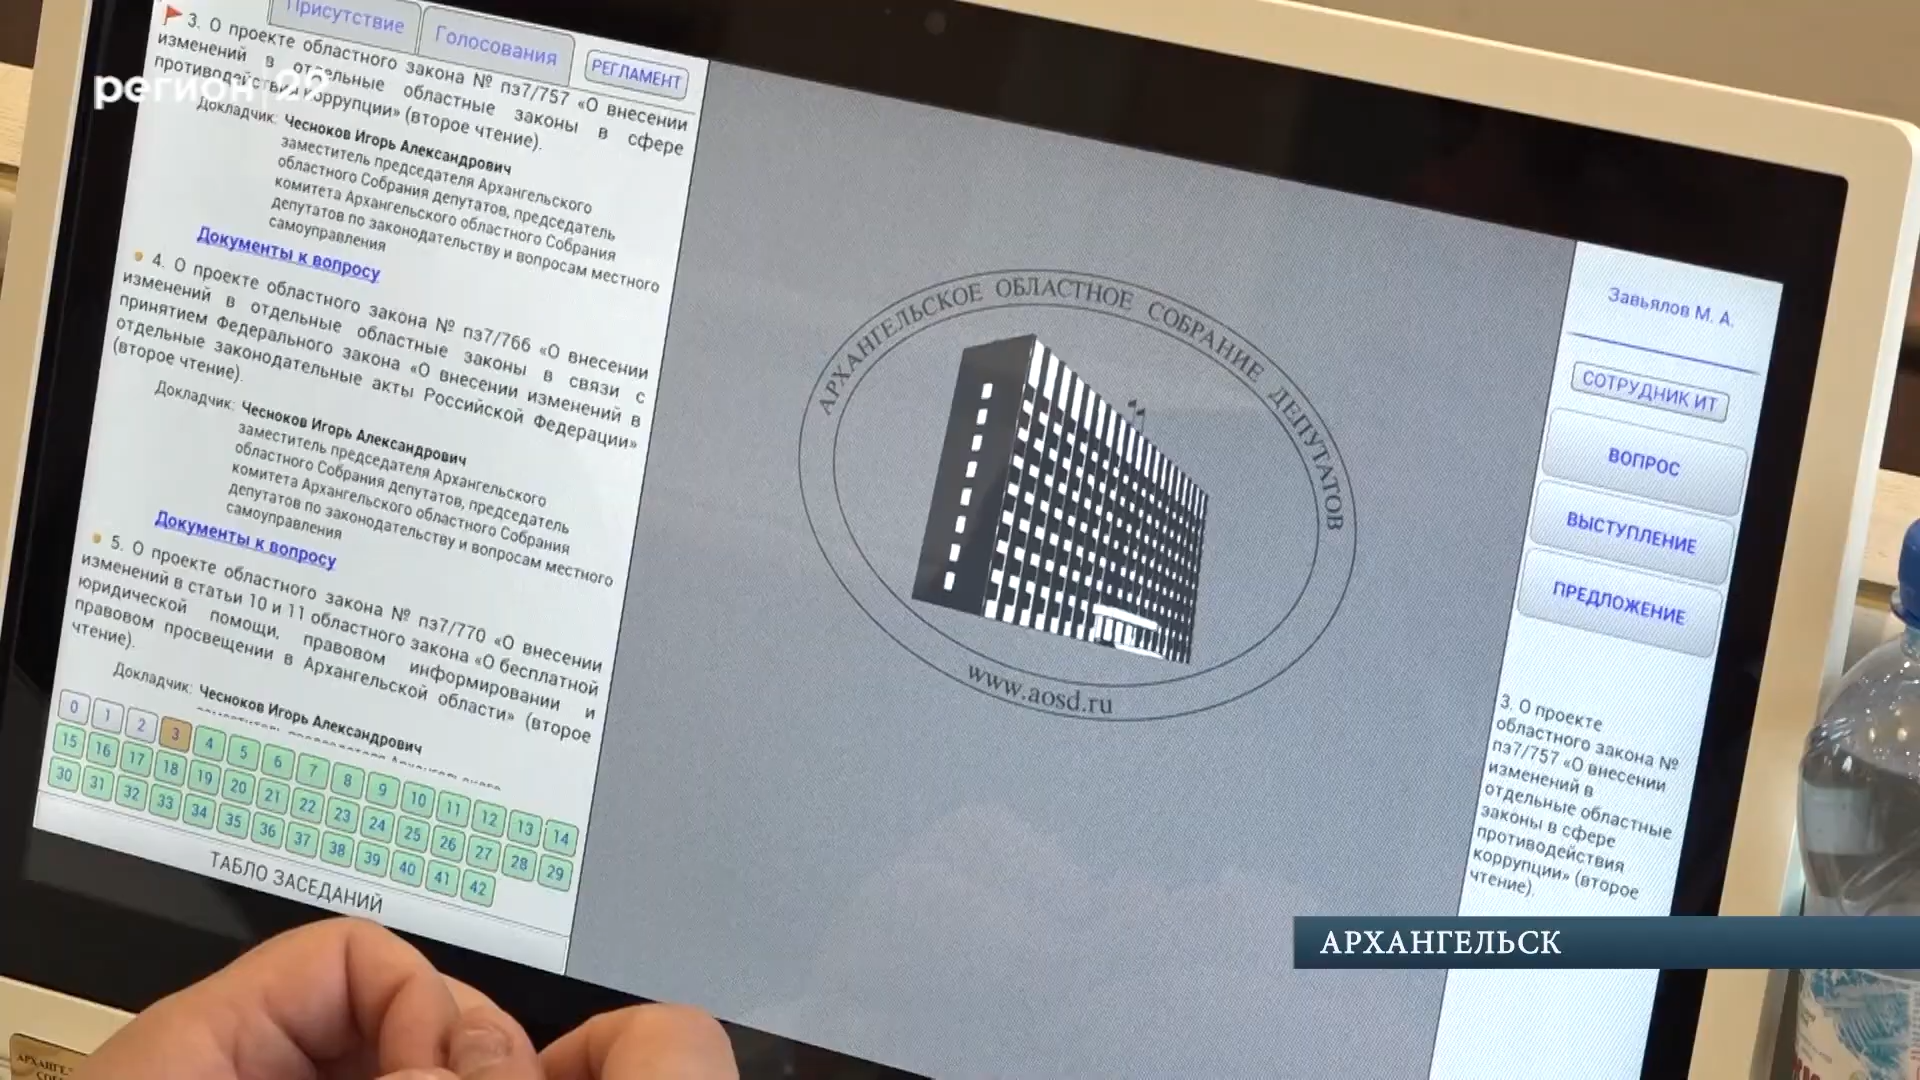 Присутствие
Голосования
РЕГЛАМЕНТ
регион 29
3. О проекте областного закона № пз7/757 «О внесении
изменений в отдельные областные законы в сфере
противодействия коррупции» (второе чтение).
Докладчик: Чесноков Игорь Александрович
заместитель председателя Архангельского
областного Собрания депутатов, председатель
комитета Архангельского областного Собрания
депутатов по законодательству и вопросам местного
самоуправления
Документы к вопросу
4. О проекте областного закона № пз7/766 «О внесении
изменений в отдельные областные законы в связи с
принятием Федерального закона «О внесении изменений в
отдельные законодательные акты Российской Федерации»
(второе чтение).
Докладчик: Чесноков Игорь Александрович
заместитель председателя Архангельского
областного Собрания депутатов, председатель
комитета Архангельского областного Собрания
депутатов по законодательству и вопросам местного
самоуправления
Документы к вопросу
5. О проекте областного закона № пз7/770 «О внесении
изменений в статьи 10 и 11 областного закона «О бесплатной
юридической помощи, правовом информировании и
правовом просвещении в Архангельской области» (второе
чтение).
Докладчик: Чесноков Игорь Александрович
0 1 2 3 4 5 6 7 8 9 10 11 12 13 14
15 16 17 18 19 20 21 22 23 24 25 26 27 28 29
30 31 32 33 34 35 36 37 38 39 40 41 42
ТАБЛО ЗАСЕДАНИЙ
АРХАНГЕЛЬСКОЕ ОБЛАСТНОЕ СОБРАНИЕ ДЕПУТАТОВ
www.aosd.ru
Завьялов М. А.
СОТРУДНИК ИТ
ВОПРОС
ВЫСТУПЛЕНИЕ
ПРЕДЛОЖЕНИЕ
3. О проекте
областного закона №
пз7/757 «О внесении
изменений в
отдельные областные
законы в сфере
противодействия
коррупции» (второе
чтение).
АРХАНГЕЛЬСК